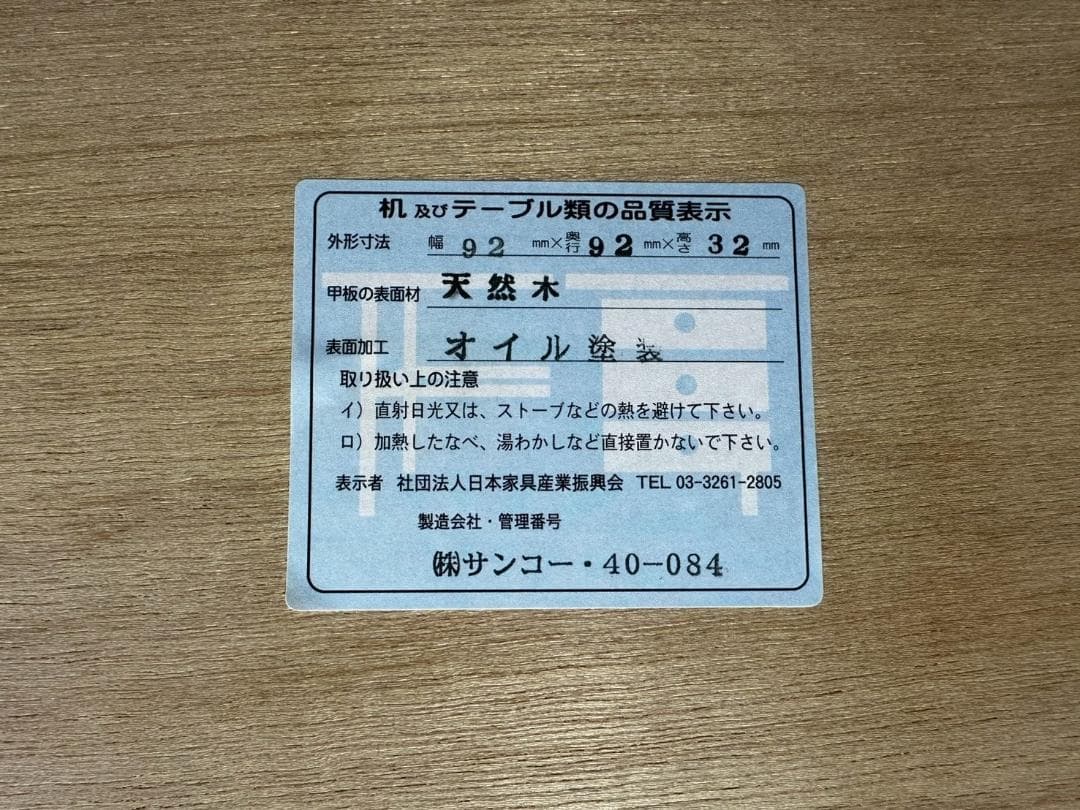 机及びテーブル類の品質表示
外形寸法 幅 92 mm×奥行 92 mm×高さ 32 mm
甲板の表面材 天然木
表面加工 オイル塗装
取り扱い上の注意
イ）直射日光又は、ストーブなどの熱を避けて下さい。
ロ）加熱したなべ、湯わかしなど直接置かないで下さい。
表示者 社団法人日本家具産業振興会 TEL 03-3261-2805
製造会社・管理番号
㈱サンコー・40-084